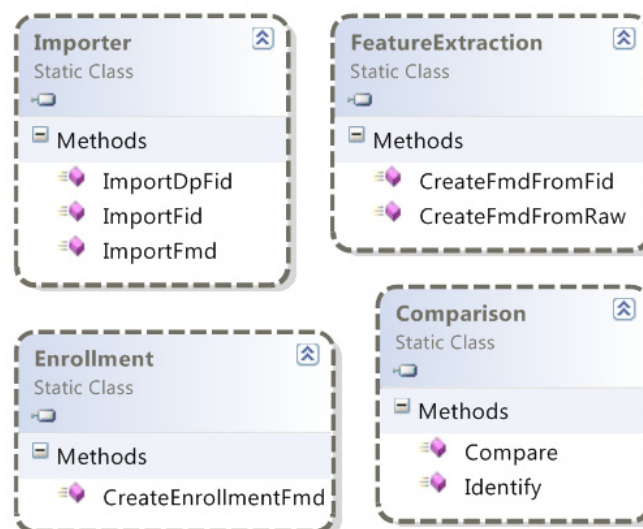 Importer
Static Class
Methods
ImportDpFid
ImportFid
ImportFmd
FeatureExtraction
Static Class
Methods
CreateFmdFromFid
CreateFmdFromRaw
Enrollment
Static Class
Methods
CreateEnrollmentFmd
Comparison
Static Class
Methods
Compare
Identify